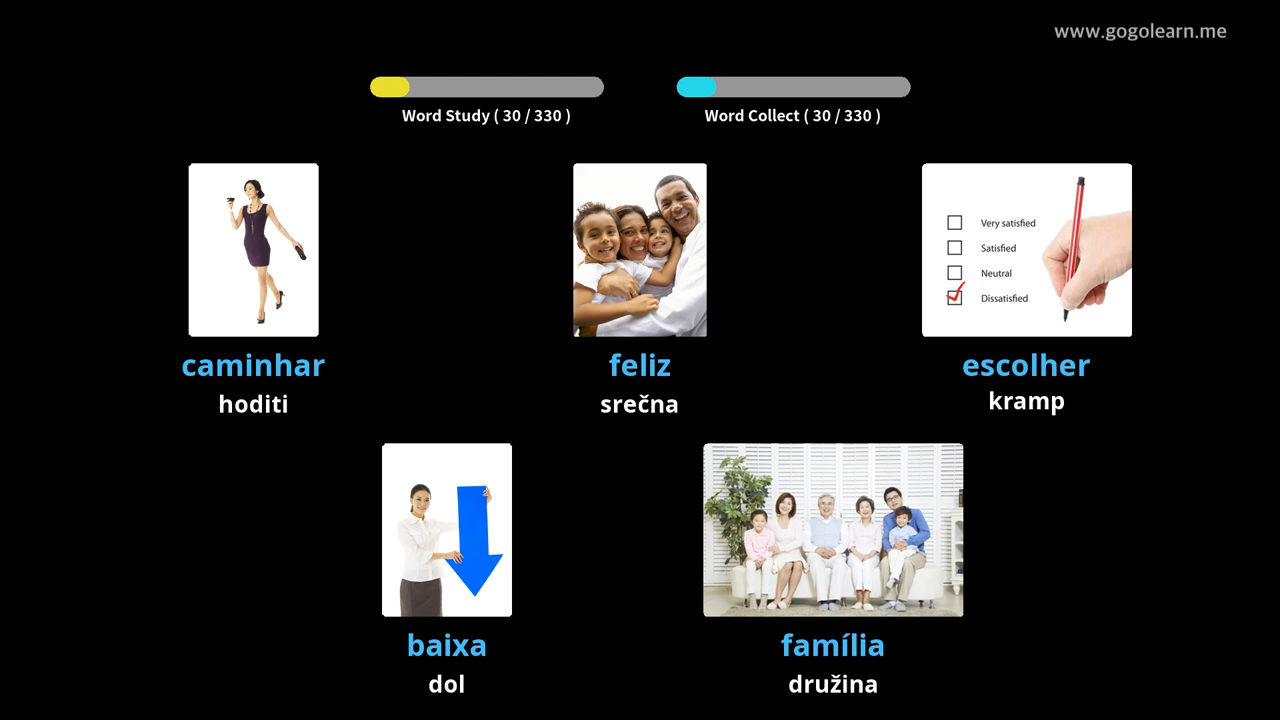 www.gogolearn.me
Word Study ( 30 / 330 )
Word Collect ( 30 / 330 )
Very satisfied
Satisfied
Neutral
Dissatisfied
caminhar
feliz
escolher
hoditi
srečna
kramp
baixa
família
dol
družina